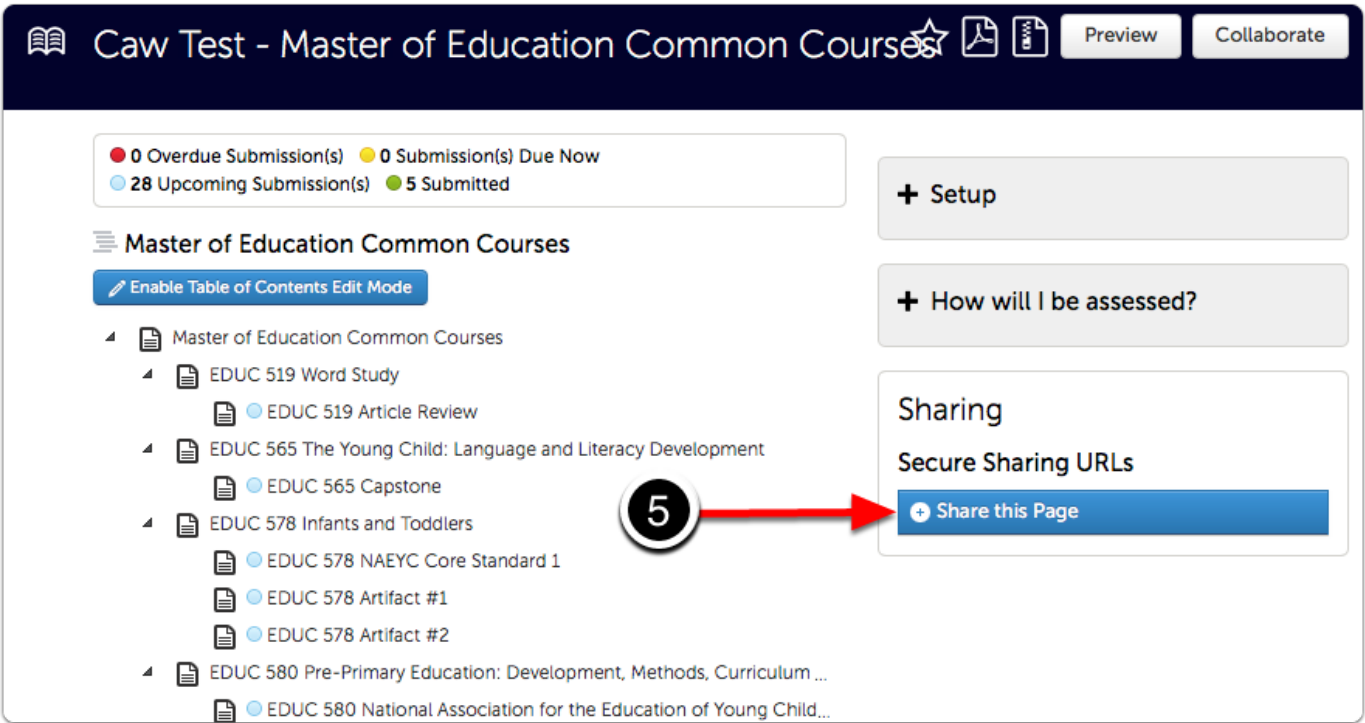 Caw Test - Master of Education Common Courses
Preview
Collaborate
0 Overdue Submission(s) 0 Submission(s) Due Now
28 Upcoming Submission(s) 5 Submitted
Master of Education Common Courses
Enable Table of Contents Edit Mode
Master of Education Common Courses
EDUC 519 Word Study
EDUC 519 Article Review
EDUC 565 The Young Child: Language and Literacy Development
EDUC 565 Capstone
EDUC 578 Infants and Toddlers
EDUC 578 NAEYC Core Standard 1
EDUC 578 Artifact #1
EDUC 578 Artifact #2
EDUC 580 Pre-Primary Education: Development, Methods, Curriculum ...
EDUC 580 National Association for the Education of Young Child...
Setup
How will I be assessed?
Sharing
Secure Sharing URLs
5
Share this Page